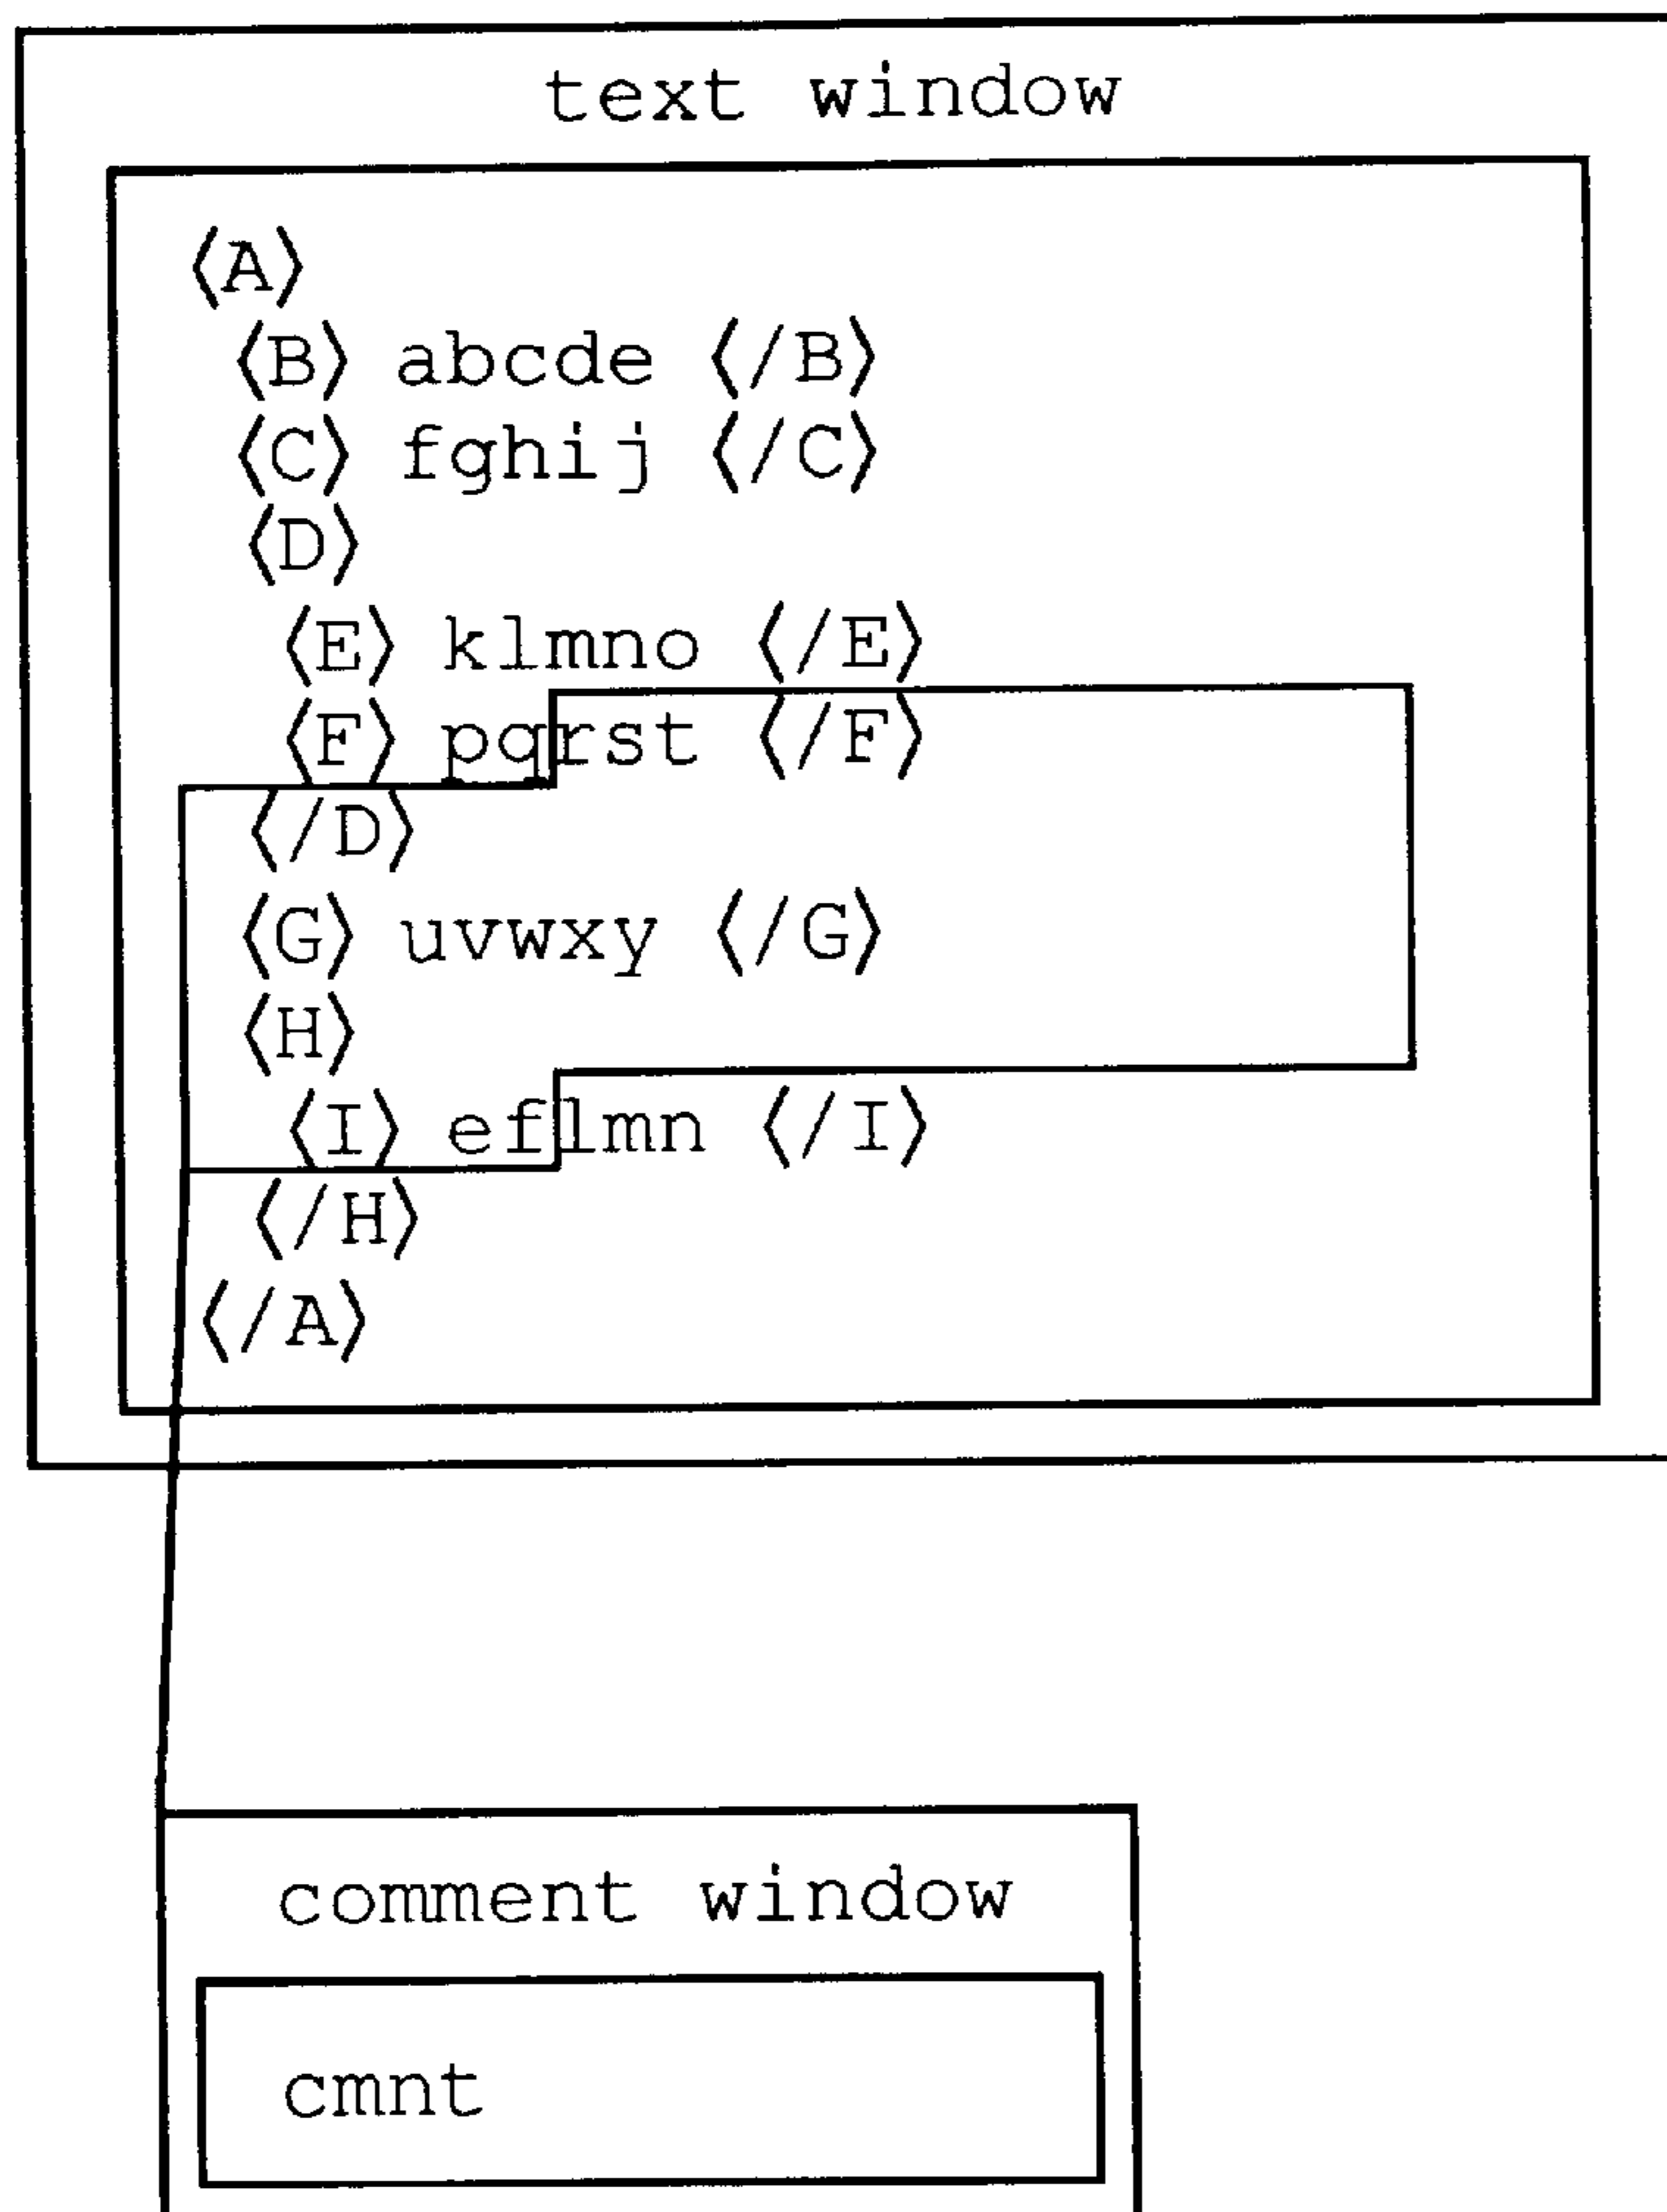 text window
⟨A⟩
⟨B⟩ abcde ⟨/B⟩
⟨C⟩ fghij ⟨/C⟩
⟨D⟩
⟨E⟩ klmno ⟨/E⟩
⟨F⟩ pqrst ⟨/F⟩
⟨/D⟩
⟨G⟩ uvwxy ⟨/G⟩
⟨H⟩
⟨I⟩ eflmn ⟨/I⟩
⟨/H⟩
⟨/A⟩
comment window
cmnt